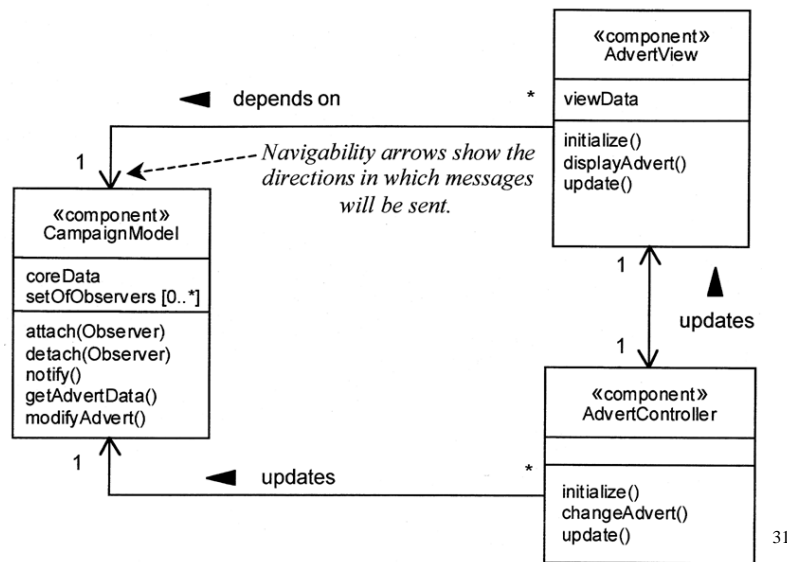 «component»
AdvertView
viewData
initialize()
displayAdvert()
update()
depends on
*
1
Navigability arrows show the
directions in which messages
will be sent.
«component»
CampaignModel
coreData
setOfObservers [0..*]
attach(Observer)
detach(Observer)
notify()
getAdvertData()
modifyAdvert()
1
updates
1
«component»
AdvertController
initialize()
changeAdvert()
update()
1
updates
*
31